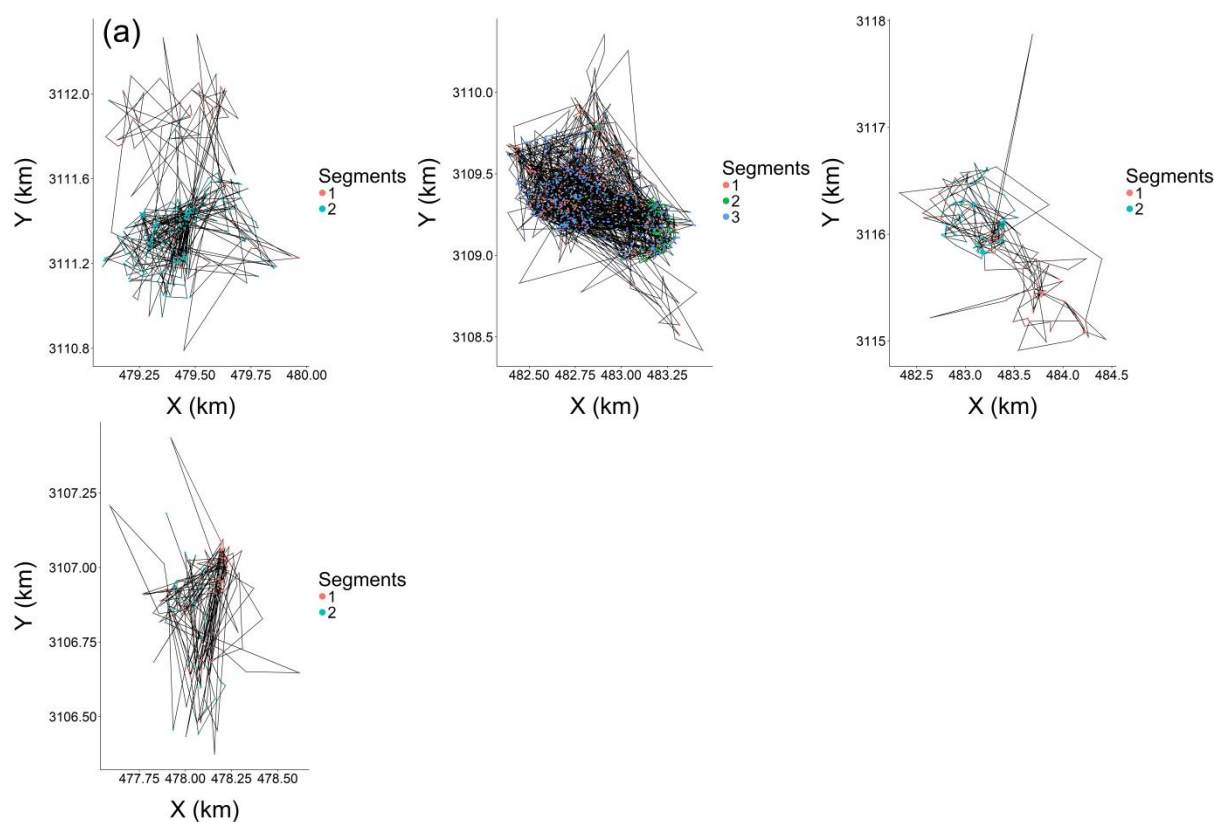 (a)
Y (km)
3112.0
3111.6
3111.2
3110.8
479.25 479.50 479.75 480.00
X (km)
Segments
1
2
Y (km)
3110.0
3109.5
3109.0
3108.5
482.50 482.75 483.00 483.25
X (km)
Segments
1
2
3
Y (km)
3118
3117
3116
3115
482.5 483.0 483.5 484.0 484.5
X (km)
Segments
1
2
Y (km)
3107.25
3107.00
3106.75
3106.50
477.75 478.00 478.25 478.50
X (km)
Segments
1
2